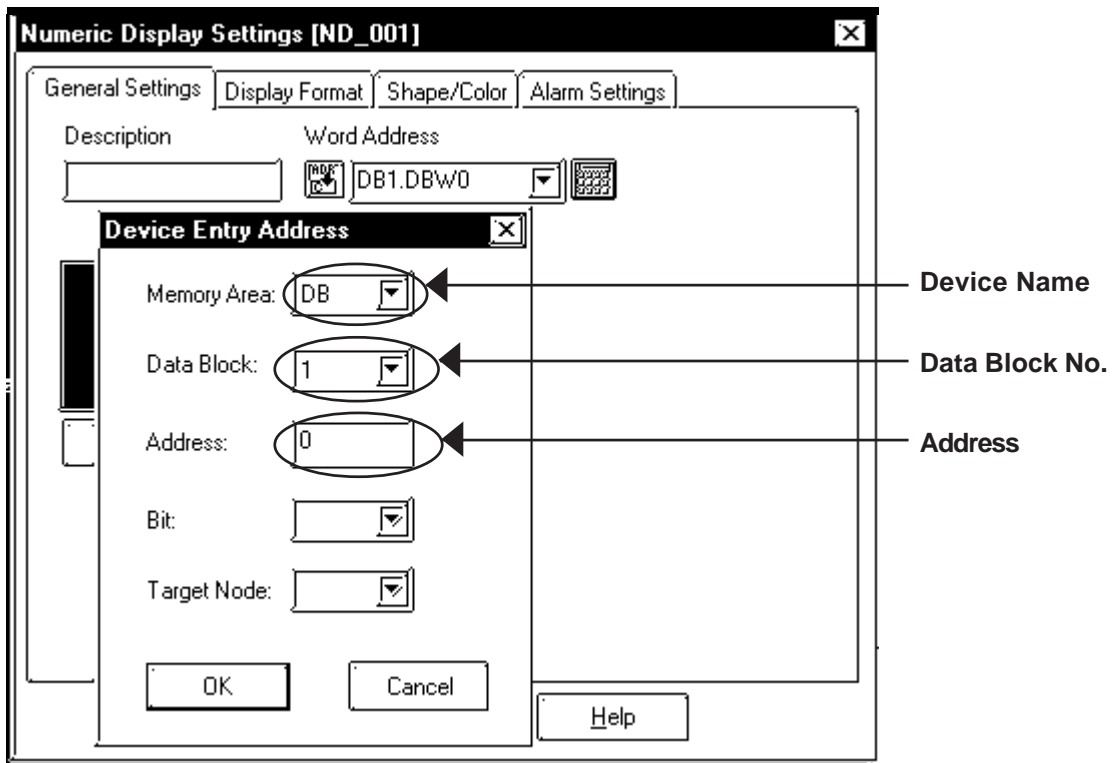 Numeric Display Settings [ND_001]
General Settings Display Format Shape/Color Alarm Settings
Description Word Address
DB1.DBW0
Device Entry Address
Memory Area: DB Device Name
Data Block: 1 Data Block No.
Address: 0 Address
Bit:
Target Node:
OK Cancel
Help